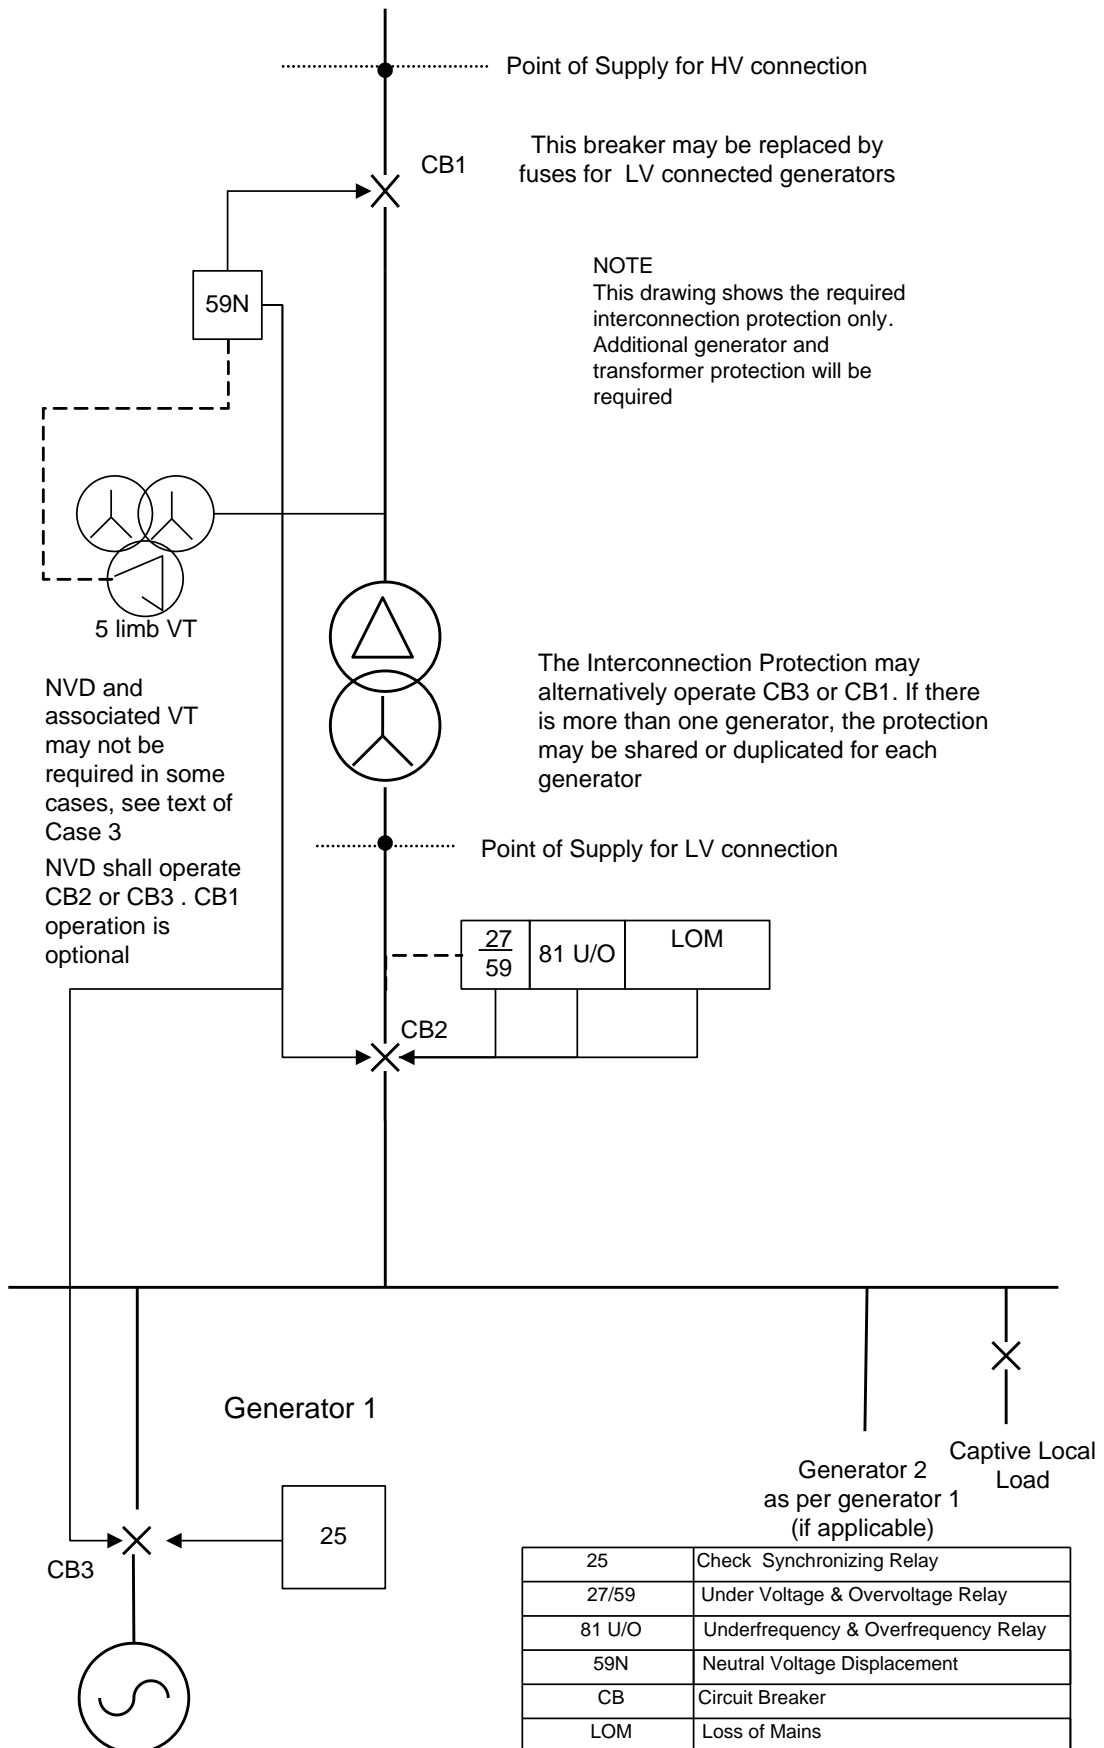 Point of Supply for HV connection
CB1
This breaker may be replaced by
fuses for LV connected generators
59N
NOTE
This drawing shows the required
interconnection protection only.
Additional generator and
transformer protection will be
required
5 limb VT
NVD and
associated VT
may not be
required in some
cases, see text of
Case 3
NVD shall operate
CB2 or CB3 . CB1
operation is
optional
The Interconnection Protection may
alternatively operate CB3 or CB1. If there
is more than one generator, the protection
may be shared or duplicated for each
generator
Point of Supply for LV connection
27
59
81 U/O
LOM
CB2
Generator 1
25
CB3
Generator 2
as per generator 1
(if applicable)
Captive Local
Load
25 Check Synchronizing Relay
27/59 Under Voltage & Overvoltage Relay
81 U/O Underfrequency & Overfrequency Relay
59N Neutral Voltage Displacement
CB Circuit Breaker
LOM Loss of Mains